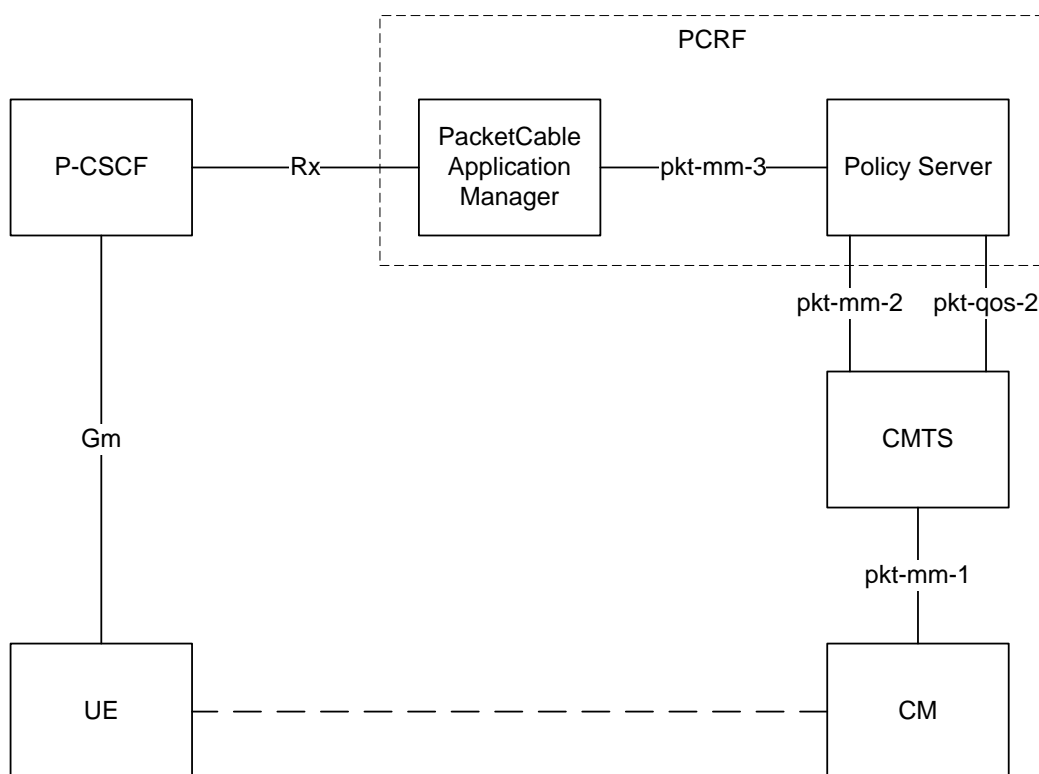 PCRF
P-CSCF
Rx
PacketCable
Application
Manager
pkt-mm-3
Policy Server
pkt-mm-2
pkt-qos-2
Gm
CMTS
pkt-mm-1
UE
CM